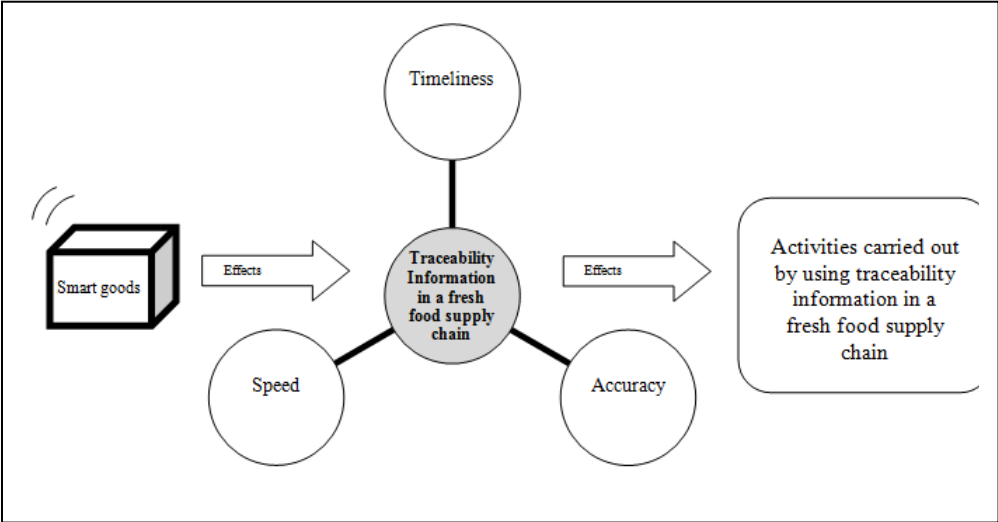 Timeliness
Smart goods
Effects
Traceability
Information
in a fresh
food supply
chain
Effects
Activities carried out
by using traceability
information in a
fresh food supply
chain
Speed
Accuracy